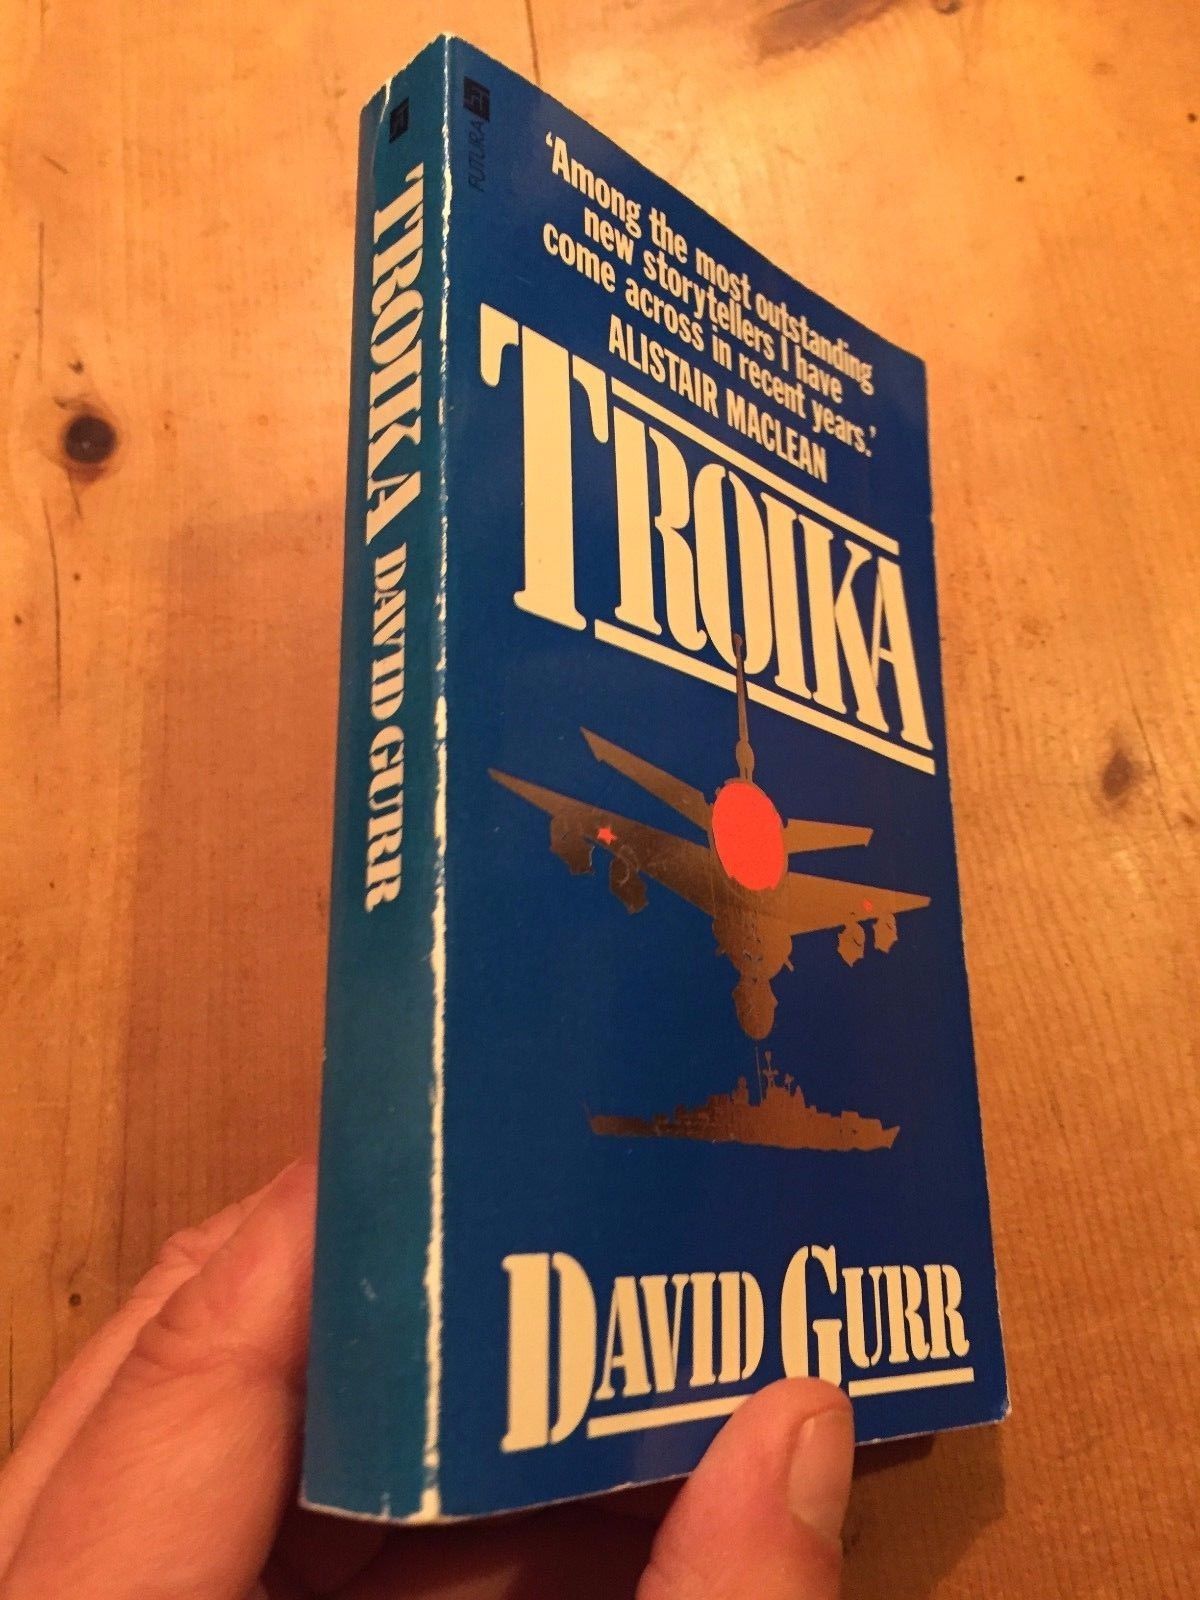 TROIKA DAVID GURR
FUTURA
'Among the most outstanding
new storytellers I have
come across in recent years.'
ALISTAIR MACLEAN
TROIKA
DAVID GURR